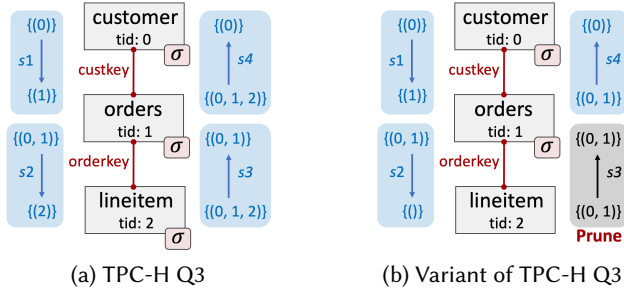 {(0)}
s1
{(1)}
customer
tid: 0
σ
{(0)}
s4
{(0, 1, 2)}
custkey
orders
tid: 1
σ
{(0, 1)}
s2
{(2)}
orderkey
lineitem
tid: 2
σ
{(0, 1)}
s3
{(0, 1, 2)}
(a) TPC-H Q3
{(0)}
s1
{(1)}
customer
tid: 0
σ
{(0)}
s4
{(0, 1, 2)}
custkey
orders
tid: 1
σ
{(0, 1)}
s2
{()}
orderkey
lineitem
tid: 2
{(0, 1)}
s3
{(0, 1)}
Prune
(b) Variant of TPC-H Q3